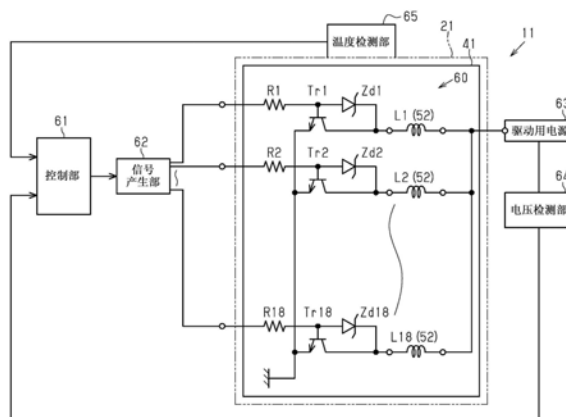 65
温度检测部
21
11
41
60
R1
Tr1
Zd1
L1 (52)
61
控制部
62
信号
产生部
63
驱动用电源
R2
Tr2
Zd2
L2 (52)
64
电压检测部
R18
Tr18
Zd18
L18 (52)